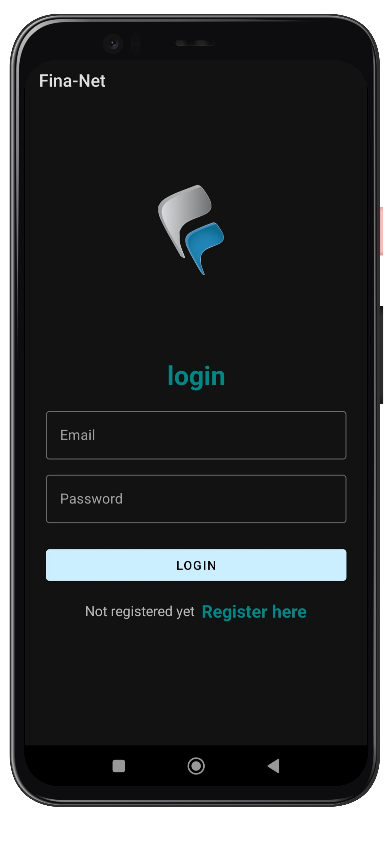 Fina-Net
login
Email
Password
LOGIN
Not registered yet Register here